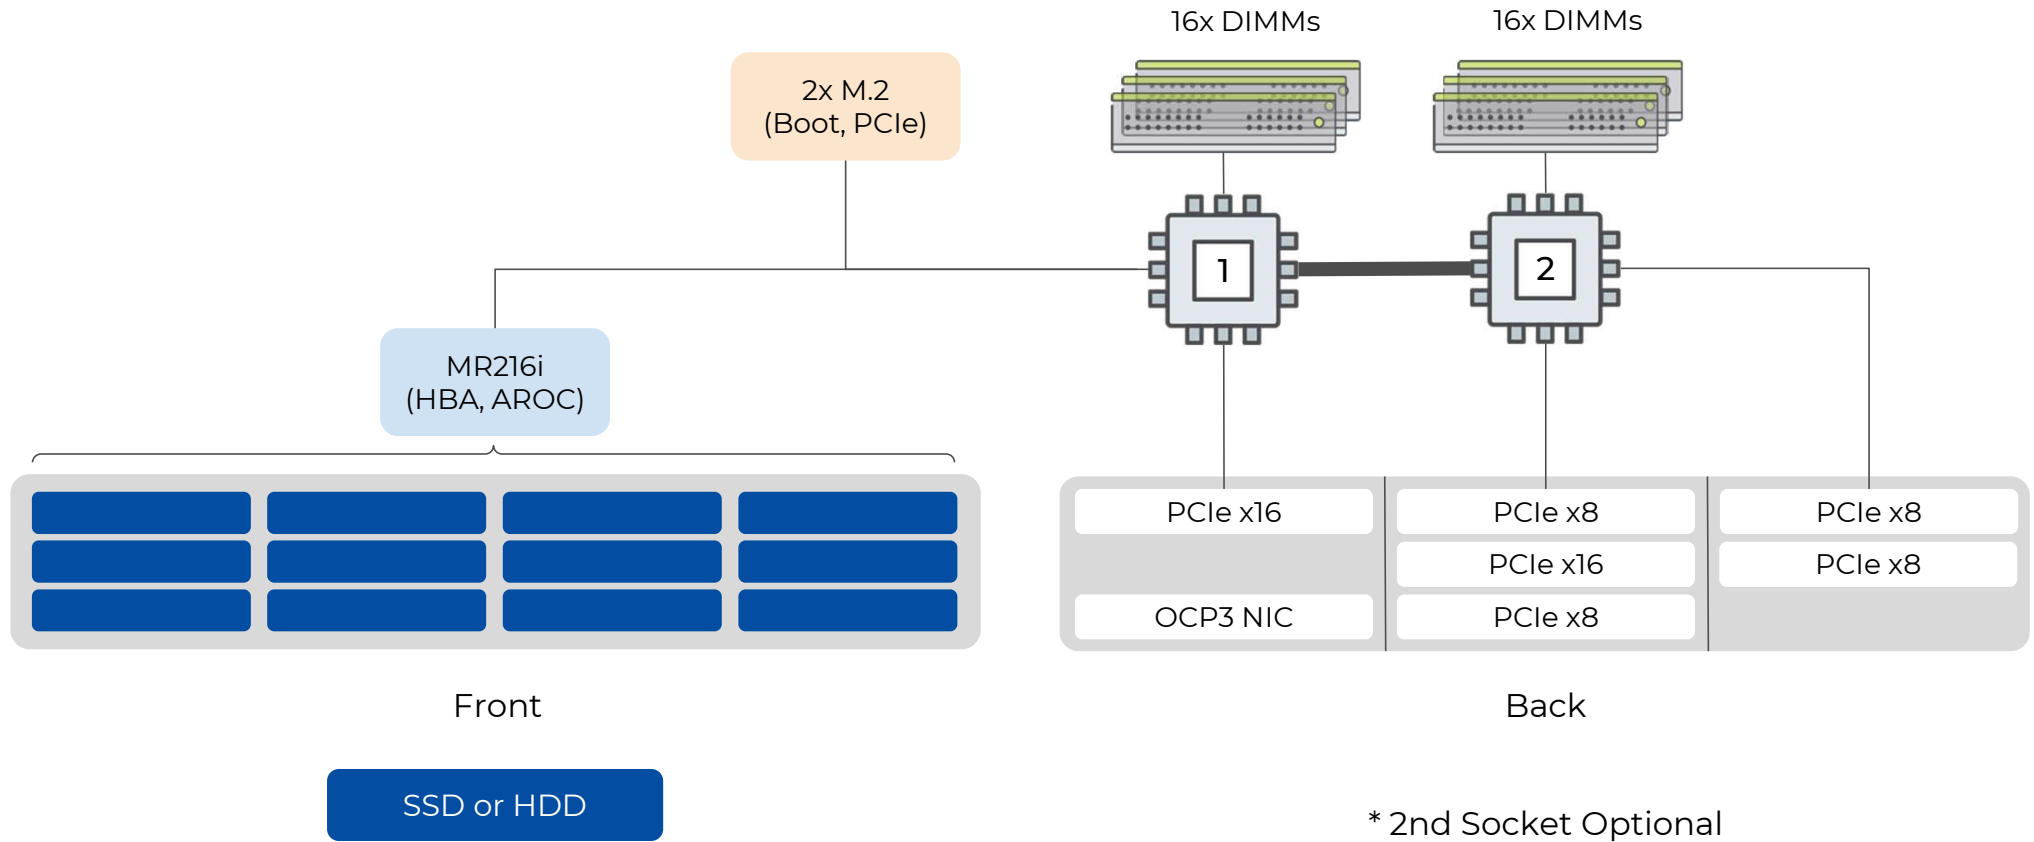 16x DIMMs
16x DIMMs
2x M.2
(Boot, PCIe)
1
2
MR216i
(HBA, AROC)
PCIe x16
PCIe x8
PCIe x8
PCIe x16
PCIe x8
OCP3 NIC
PCIe x8
Front
Back
SSD or HDD
* 2nd Socket Optional